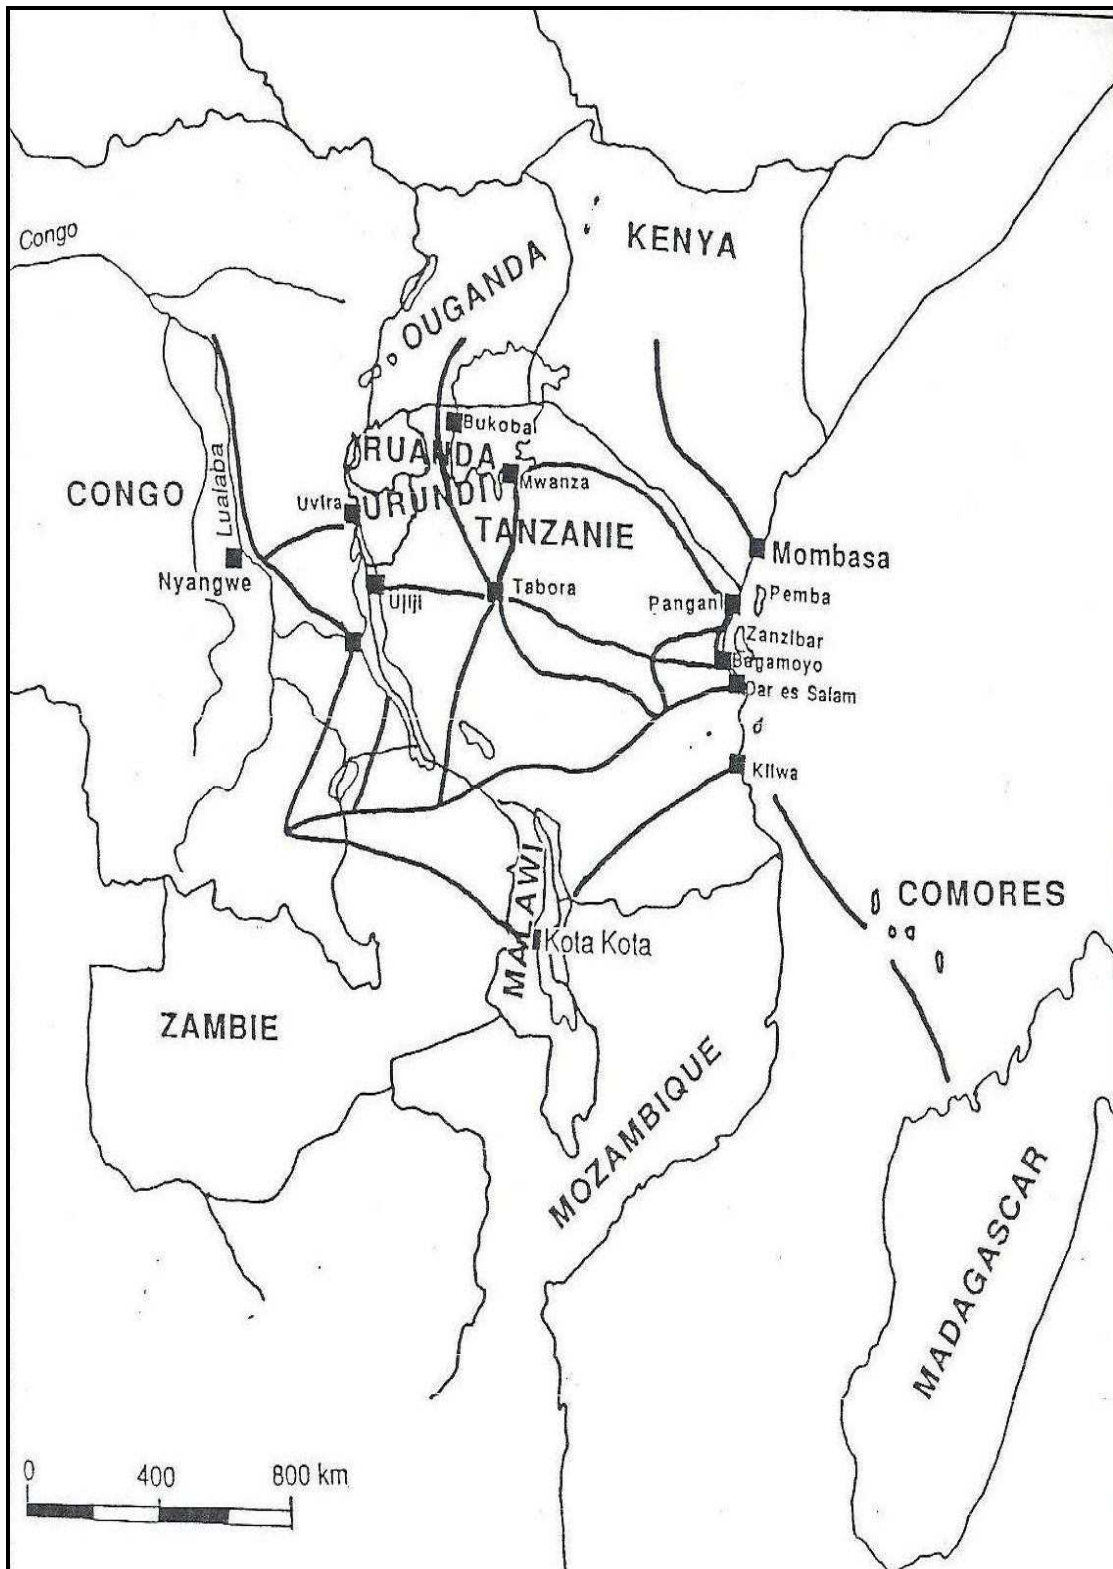 Congo
KENYA
OUGANDA
Bukoba
RUANDA
Lualaba
CONGO
Mwanza
Uvira
URUNDI
TANZANIE
Mombasa
Nyangwe
Ujiji
Tabora
Pangani
Pemba
Zanzibar
Bagamoyo
Dar es Salam
Kilwa
MALAWI
COMORES
Kota Kota
ZAMBIE
MOZAMBIQUE
MADAGASCAR
0 400 800 km